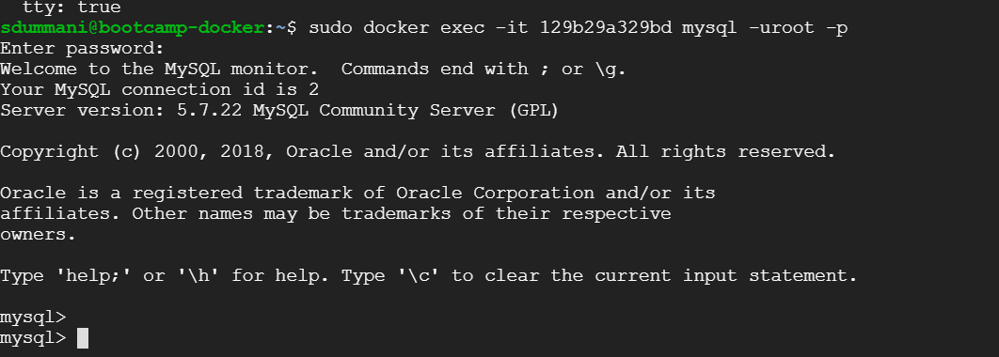 tty: true
sdummani@bootcamp-docker:~$ sudo docker exec -it 129b29a329bd mysql -uroot -p
Enter password:
Welcome to the MySQL monitor.  Commands end with ; or \g.
Your MySQL connection id is 2
Server version: 5.7.22 MySQL Community Server (GPL)
Copyright (c) 2000, 2018, Oracle and/or its affiliates. All rights reserved.
Oracle is a registered trademark of Oracle Corporation and/or its
affiliates. Other names may be trademarks of their respective
owners.
Type 'help;' or '\h' for help. Type '\c' to clear the current input statement.
mysql>
mysql>